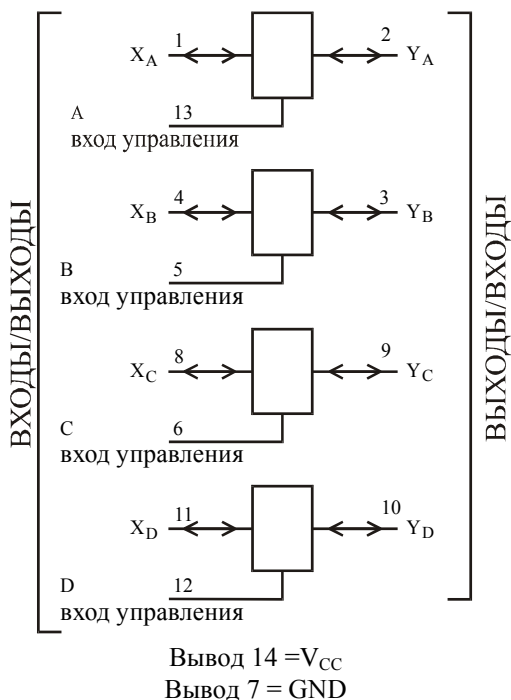 ВХОДЫ/ВЫХОДЫ
1 2
X_A Y_A
A 13
вход управления
4 3
X_B Y_B
B 5
вход управления
8 9
X_C Y_C
C 6
вход управления
11 10
X_D Y_D
D 12
вход управления
ВЫХОДЫ/ВХОДЫ
Вывод 14 =V_CC
Вывод 7 = GND